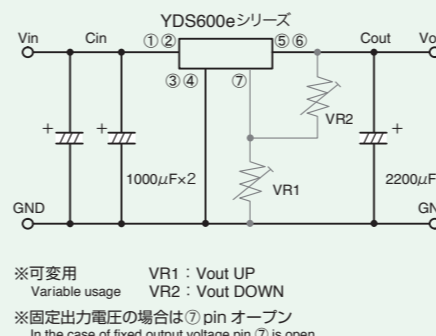 YDS600eシリーズ
Vin Cin ①② ⑤⑥ Cout Vo
③④ ⑦
+ + VR2 +
1000μF×2 VR1 2200μF
GND GN
※可変用 VR1：Vout UP
Variable usage VR2：Vout DOWN
※固定出力電圧の場合は⑦pin オープン
In the case of fixed output voltage pin ⑦ is open